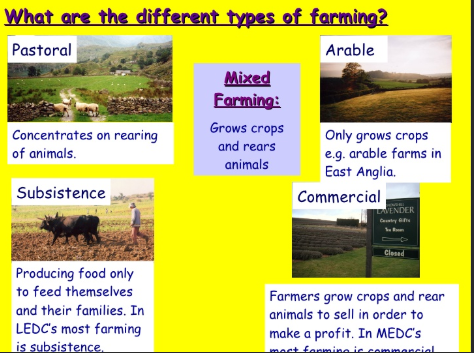 What are the different types of farming?
Pastoral
Concentrates on rearing
of animals.
Mixed
Farming:
Grows crops
and rears
animals
Arable
Only grows crops
e.g. arable farms in
East Anglia.
Subsistence
Producing food only
to feed themselves
and their families. In
LEDC's most farming
is subsistence.
Commercial
LAVENDER
Country Gifts
Tea Room
Closed
Farmers grow crops and rear
animals to sell in order to
make a profit. In MEDC's
most farming is commercial